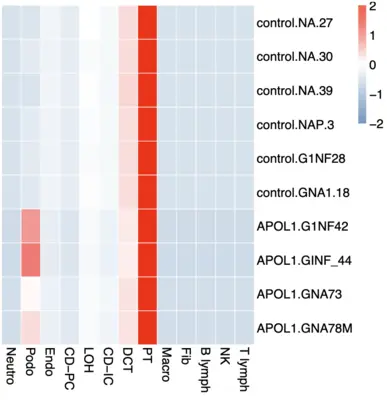 2
1
0
−1
−2
control.NA.27
control.NA.30
control.NA.39
control.NAP.3
control.G1NF28
control.GNA1.18
APOL1.G1NF42
APOL1.GINF_44
APOL1.GNA73
APOL1.GNA78M
Neutro
Podo
Endo
CD−PC
LOH
CD−IC
DCT
PT
Macro
Fib
B lymph
NK
T lymph